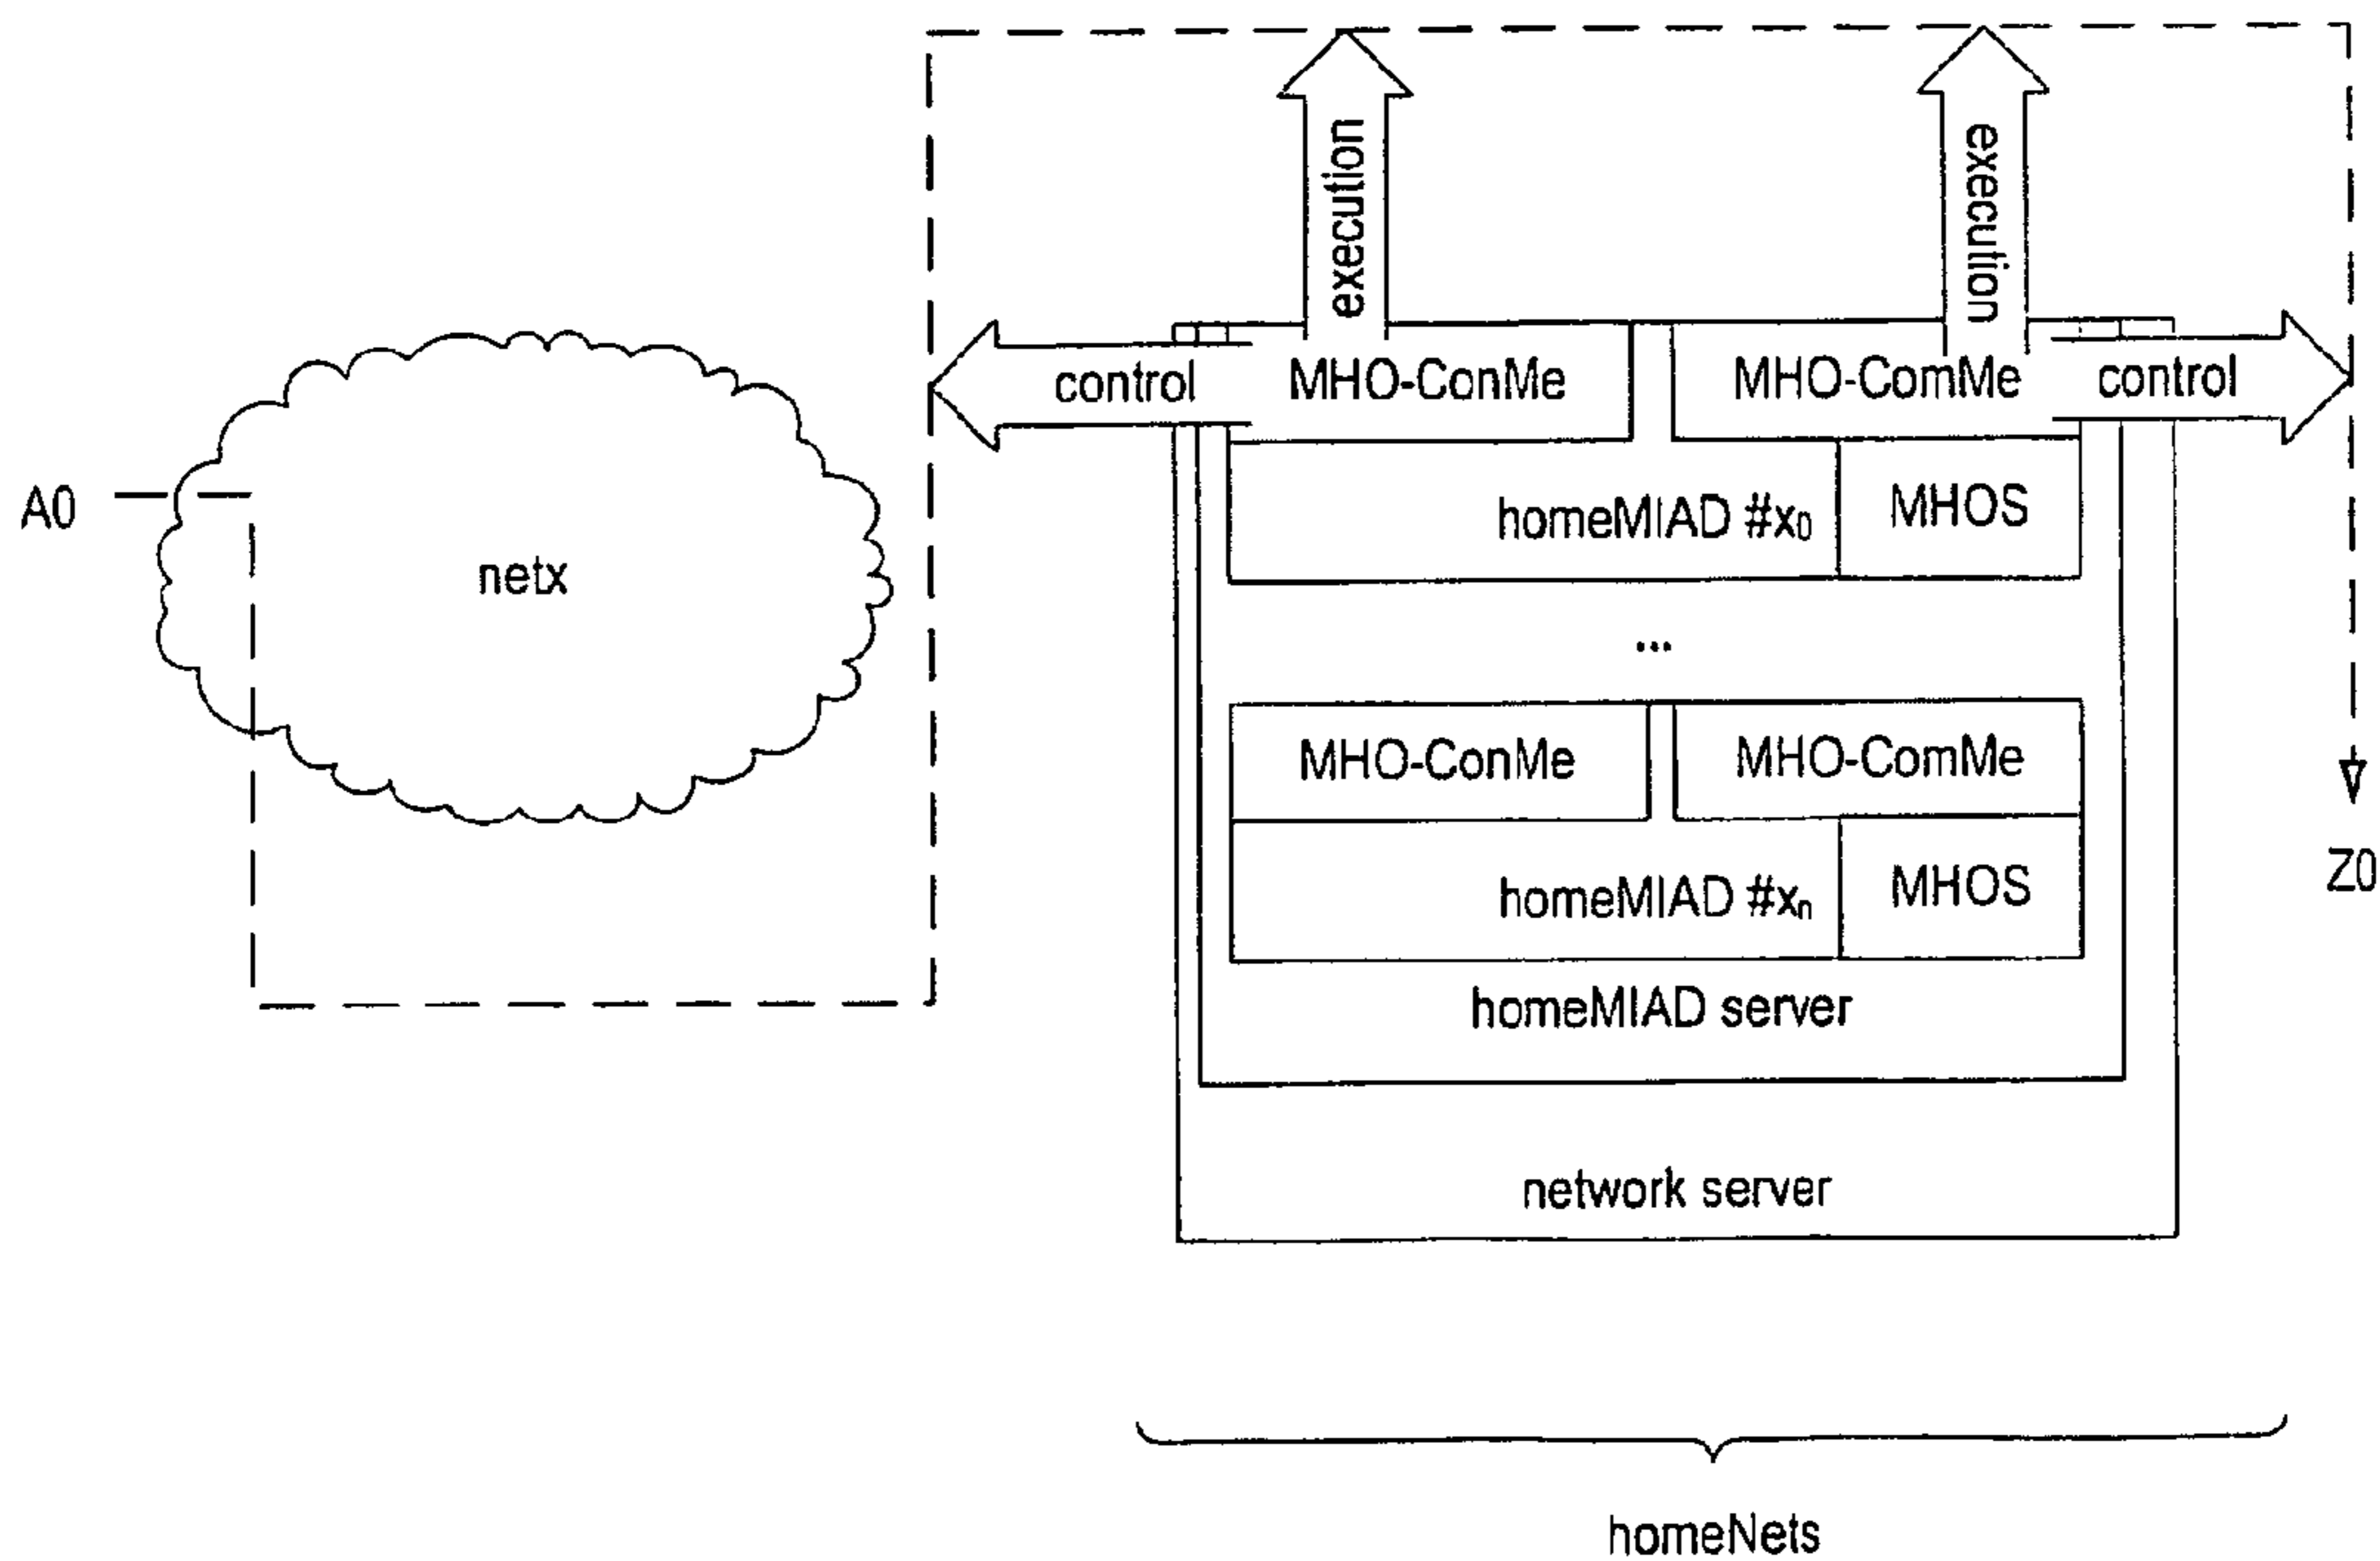 execution
execution
control
MHO-ConMe
MHO-ComMe
control
A0
homeMIAD #x₀
MHOS
netx
...
MHO-ConMe
MHO-ComMe
Z0
homeMIAD #xₙ
MHOS
homeMIAD server
network server
homeNets